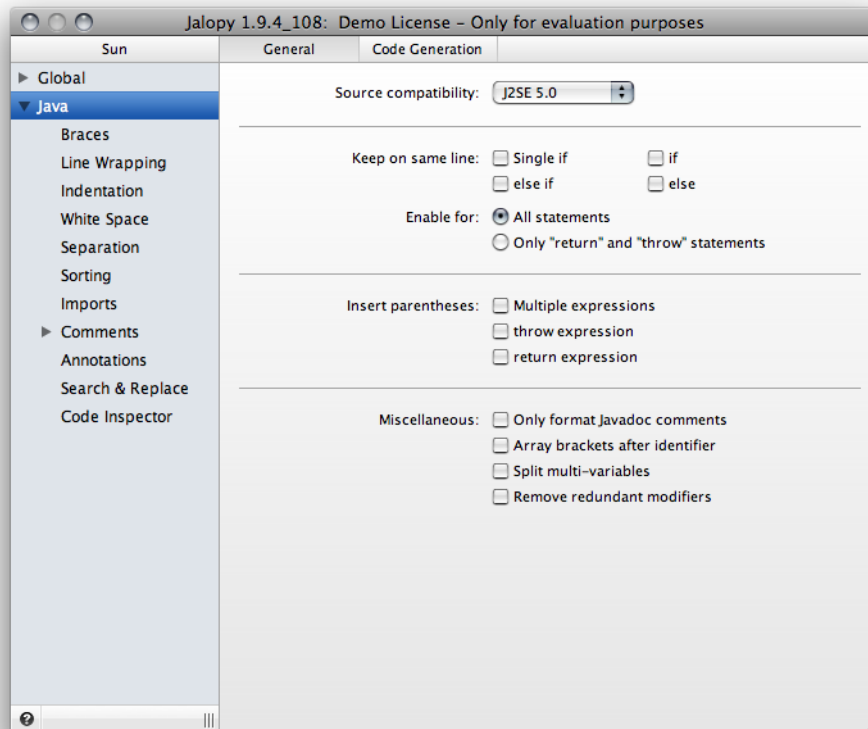 Jalopy 1.9.4_108:  Demo License – Only for evaluation purposes
Sun
General
Code Generation
Global
Java
Braces
Line Wrapping
Indentation
White Space
Separation
Sorting
Imports
Comments
Annotations
Search & Replace
Code Inspector
Source compatibility: J2SE 5.0
Keep on same line: Single if if
else if else
Enable for: All statements
Only "return" and "throw" statements
Insert parentheses: Multiple expressions
throw expression
return expression
Miscellaneous: Only format Javadoc comments
Array brackets after identifier
Split multi-variables
Remove redundant modifiers
?